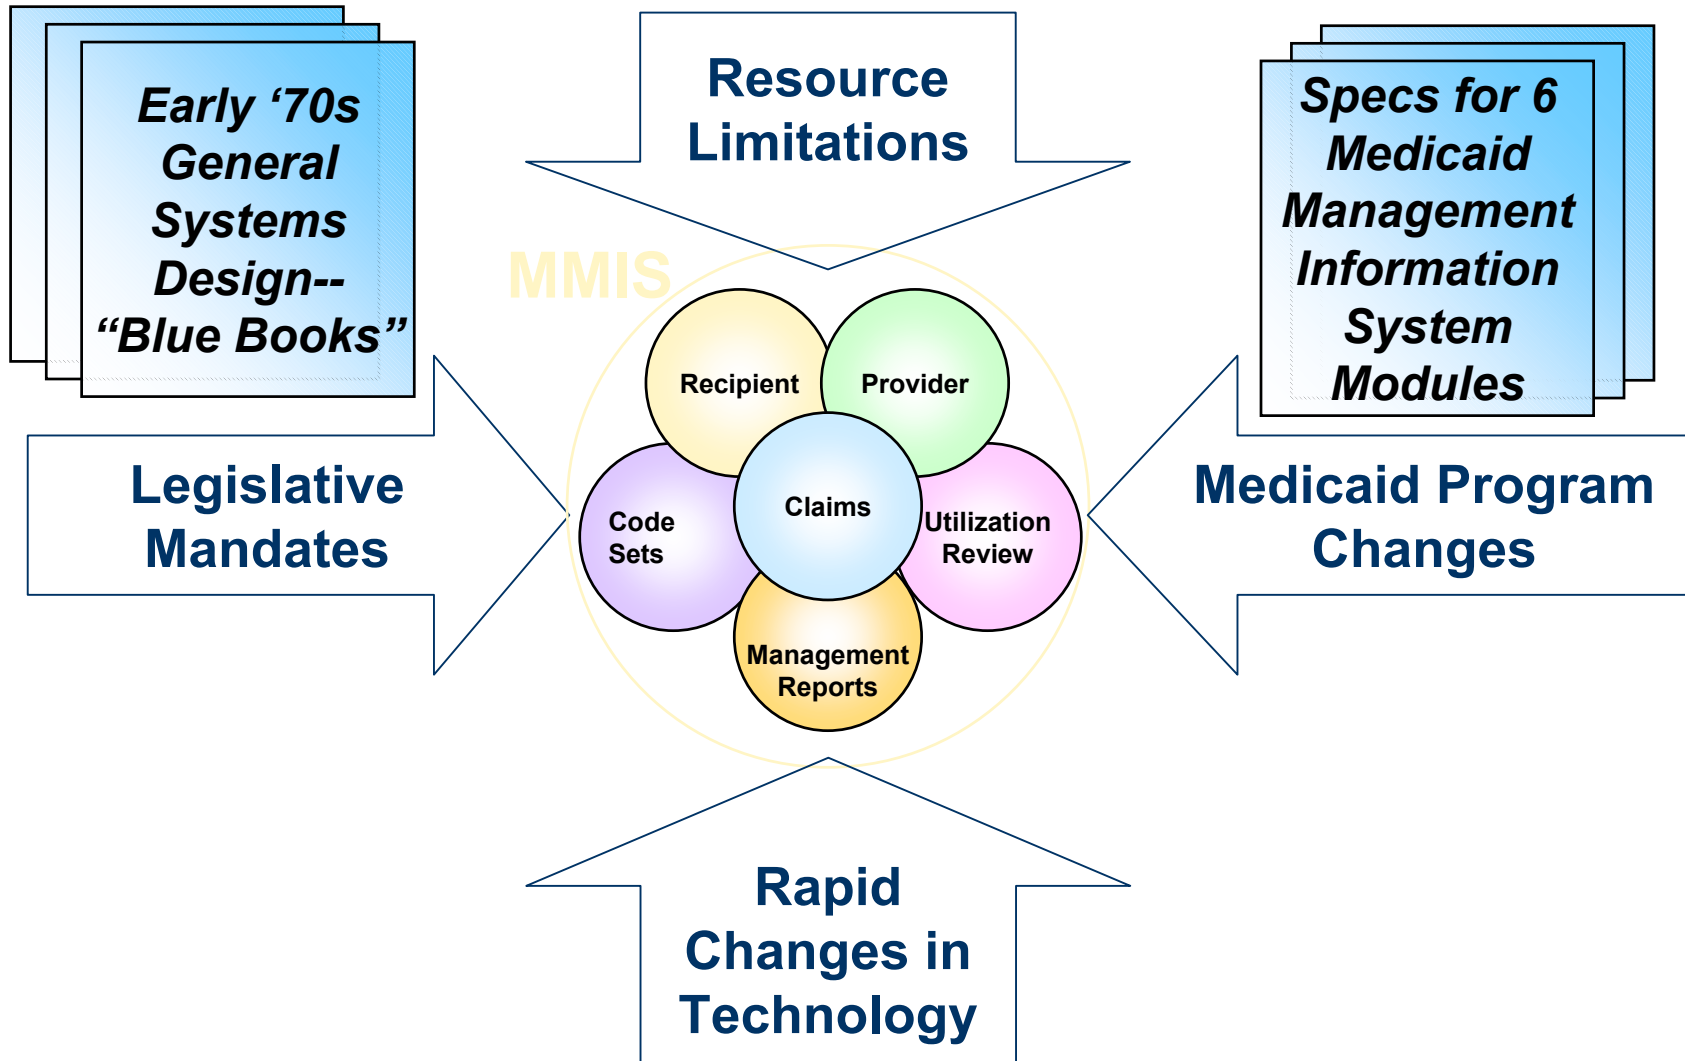 Early ‘70s
General
Systems
Design--
“Blue Books”
Resource
Limitations
Specs for 6
Medicaid
Management
Information
System
Modules
MMIS
Recipient
Provider
Legislative
Mandates
Code
Sets
Claims
Utilization
Review
Medicaid Program
Changes
Management
Reports
Rapid
Changes in
Technology